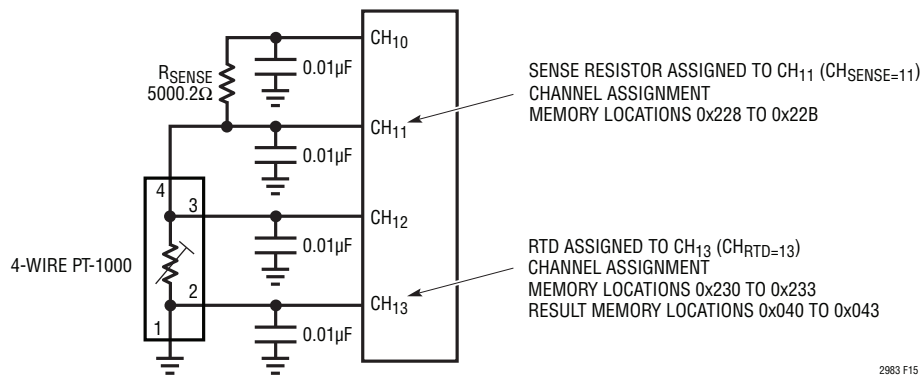 CH10
0.01µF
RSENSE
5000.2Ω
CH11
0.01µF
SENSE RESISTOR ASSIGNED TO CH11 (CHSENSE=11)
CHANNEL ASSIGNMENT
MEMORY LOCATIONS 0x228 TO 0x22B
4
3
CH12
0.01µF
4-WIRE PT-1000
2
CH13
1
0.01µF
RTD ASSIGNED TO CH13 (CHRTD=13)
CHANNEL ASSIGNMENT
MEMORY LOCATIONS 0x230 TO 0x233
RESULT MEMORY LOCATIONS 0x040 TO 0x043
2983 F15